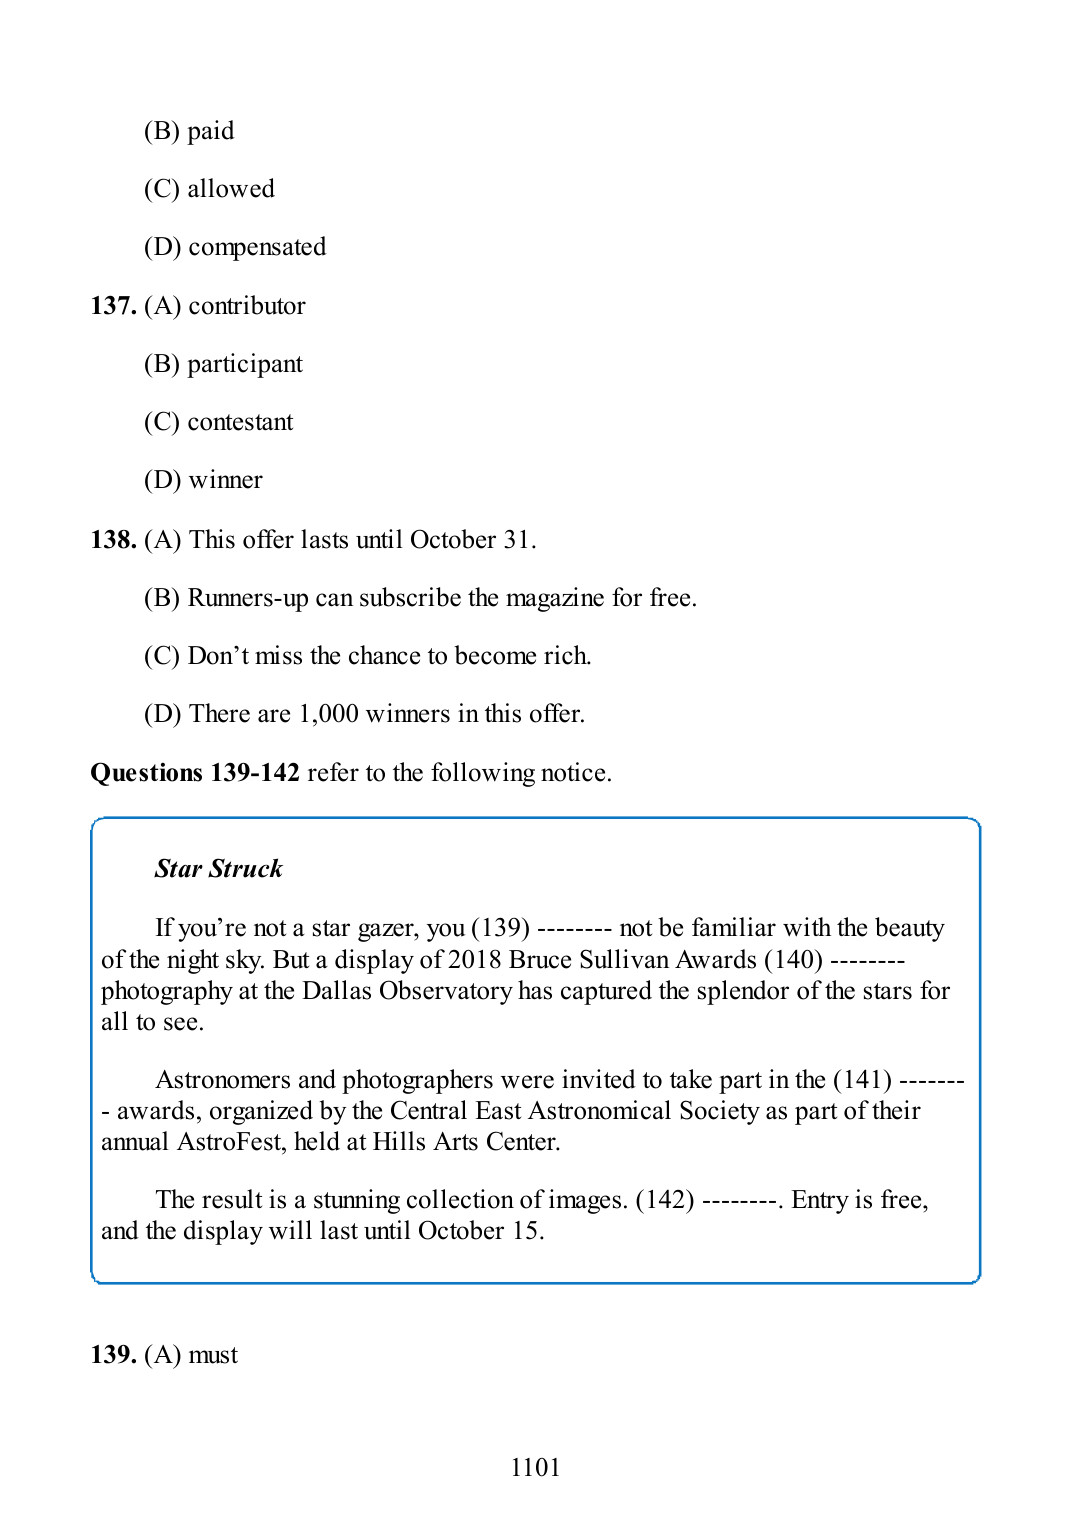 (B) paid
(C) allowed
(D) compensated
137. (A) contributor
(B) participant
(C) contestant
(D) winner
138. (A) This offer lasts until October 31.
(B) Runners-up can subscribe the magazine for free.
(C) Don’t miss the chance to become rich.
(D) There are 1,000 winners in this offer.
Questions 139-142 refer to the following notice.
Star Struck
If you’re not a star gazer, you (139) -------- not be familiar with the beauty
of the night sky. But a display of 2018 Bruce Sullivan Awards (140) --------
photography at the Dallas Observatory has captured the splendor of the stars for
all to see.
Astronomers and photographers were invited to take part in the (141) -------
- awards, organized by the Central East Astronomical Society as part of their
annual AstroFest, held at Hills Arts Center.
The result is a stunning collection of images. (142) --------. Entry is free,
and the display will last until October 15.
139. (A) must
1101